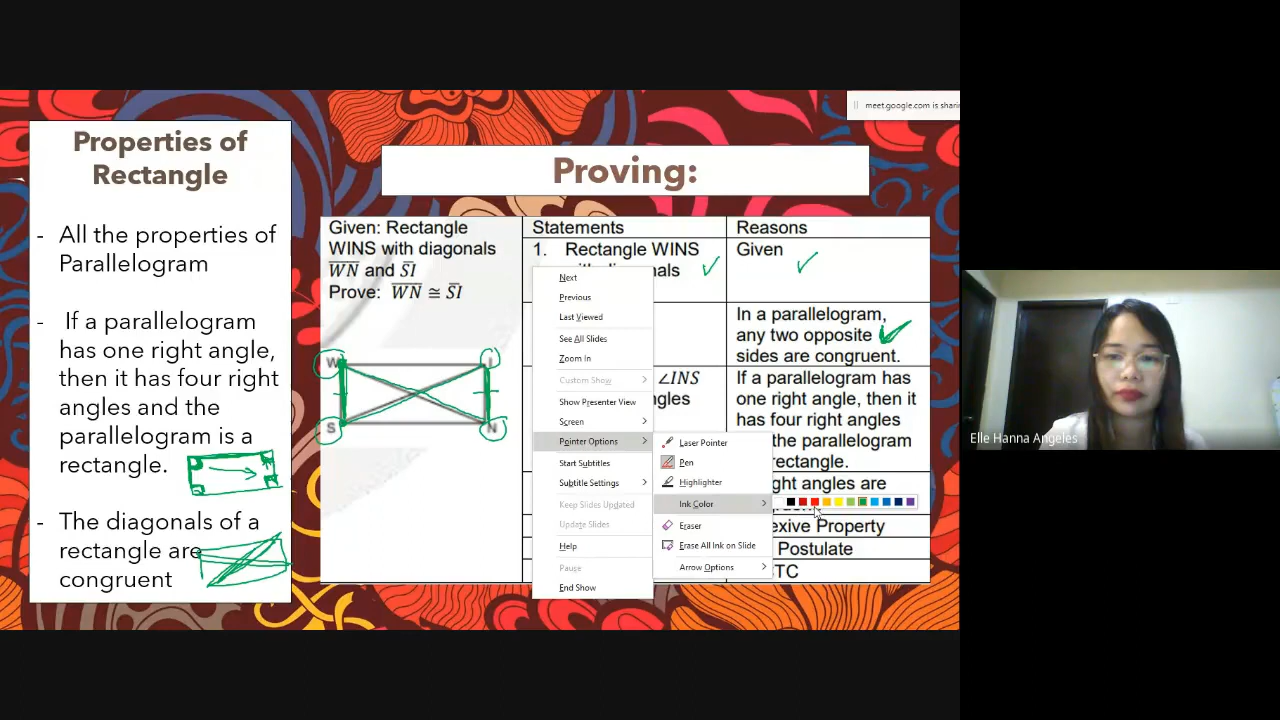 meet.google.com is sharin
Properties of
Rectangle
- All the properties of
Parallelogram
- If a parallelogram
has one right angle,
then it has four right
angles and the
parallelogram is a
rectangle.
- The diagonals of a
rectangle are
congruent
Proving:
Given: Rectangle
WINS with diagonals
WN and SI
Prove: WN ≅ SI
W I
S N
Statements
1. Rectangle WINS
∠INS
Reasons
Given
In a parallelogram,
any two opposite
sides are congruent.
If a parallelogram has
one right angle, then it
has four right angles
the parallelogram
rectangle.
ght angles are
exive Property
Postulate
TC
Next
Previous
Last Viewed
See All Slides
Zoom In
Custom Show
Show Presenter View
Screen
Pointer Options
Start Subtitles
Subtitle Settings
Keep Slides Updated
Update Slides
Help
Pause
End Show
Laser Pointer
Pen
Highlighter
Ink Color
Eraser
Erase All Ink on Slide
Arrow Options
Elle Hanna Angeles